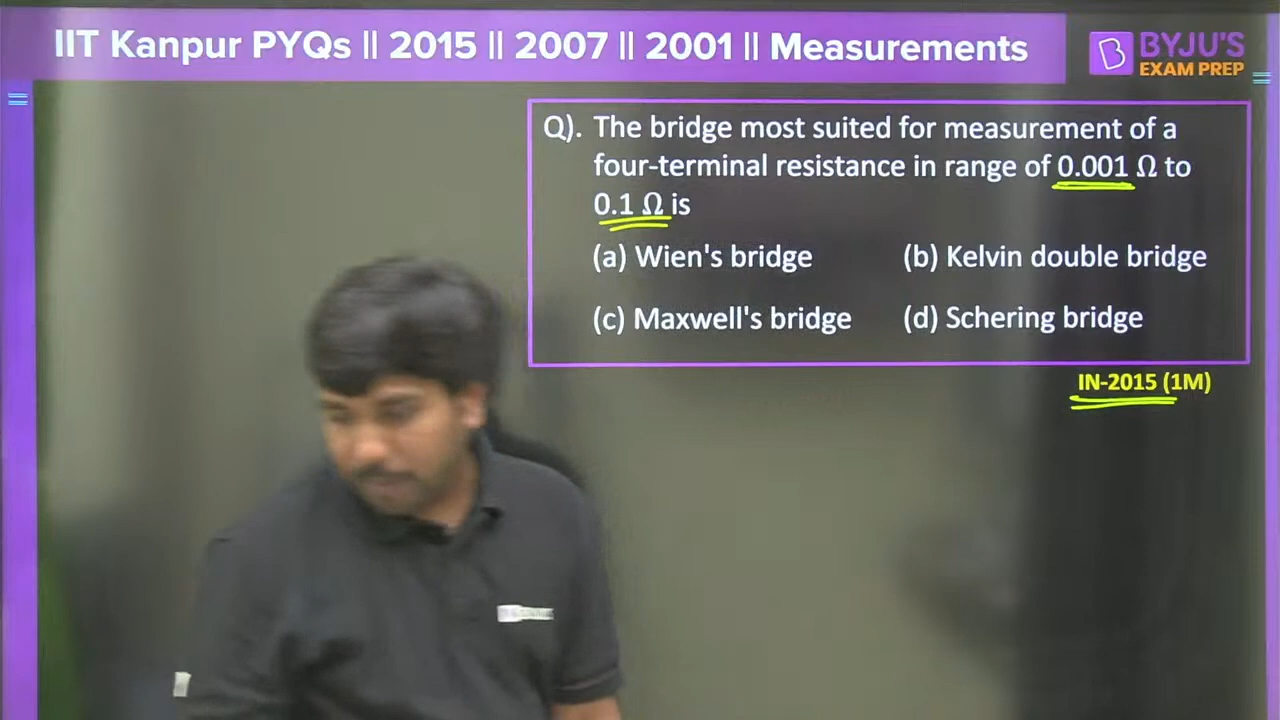 IIT Kanpur PYQs || 2015 || 2007 || 2001 || Measurements
BYJU'S
EXAM PREP
Q). The bridge most suited for measurement of a
four-terminal resistance in range of 0.001 Ω to
0.1 Ω is
(a) Wien's bridge (b) Kelvin double bridge
(c) Maxwell's bridge (d) Schering bridge
IN-2015 (1M)